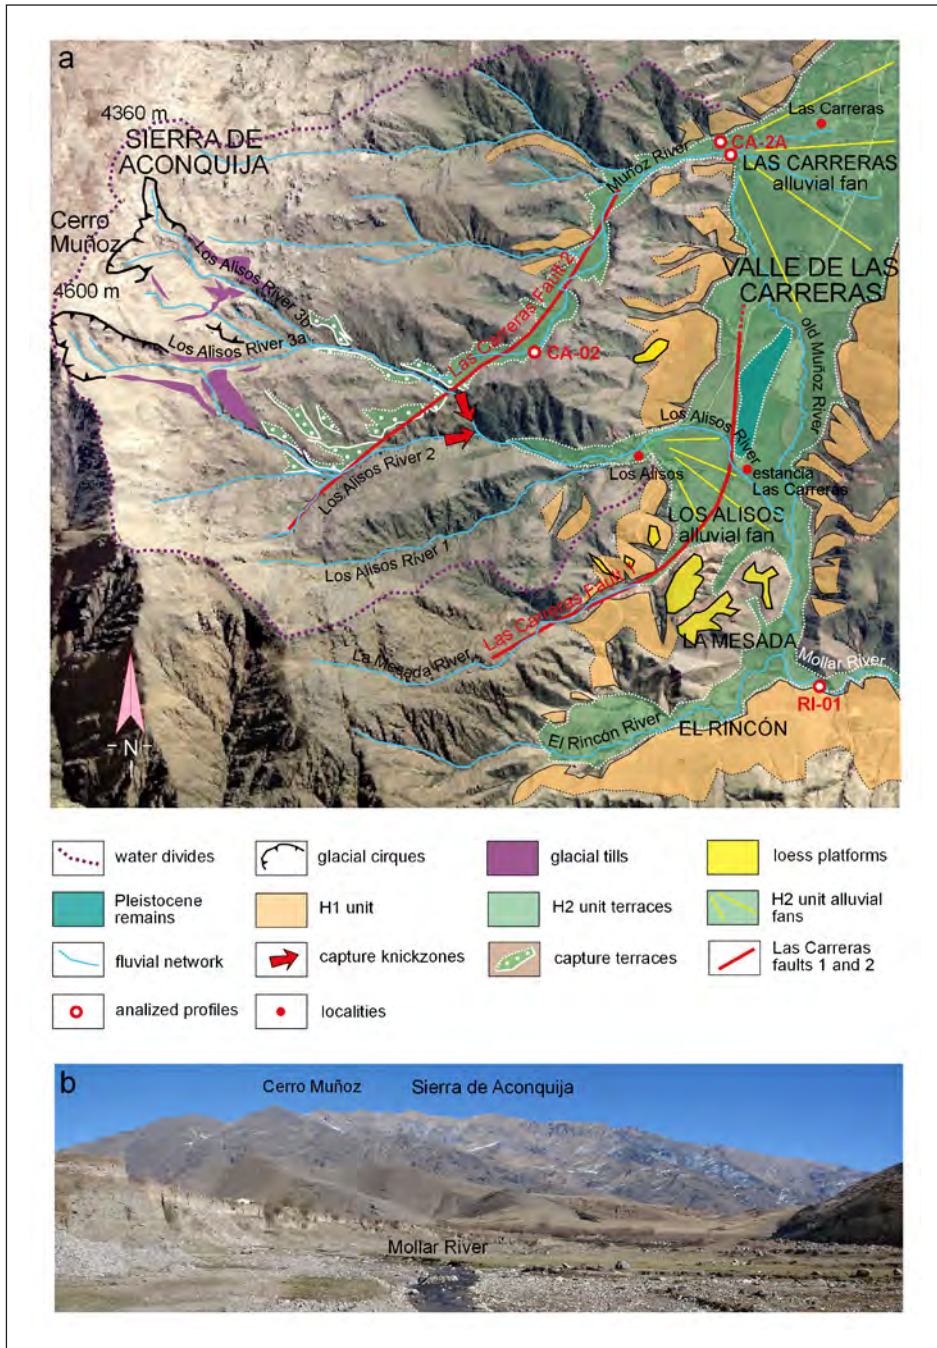 a
4360 m
SIERRA DE
ACONQUIJA
Cerro
Muñoz
4600 m
Los Alisos River 3b
Los Alisos River 3a
Las Carreras Fault 2
Muñoz River
CA-2A
Las Carreras
LAS CARRERAS
alluvial fan
VALLE DE LAS
CARRERAS
old Muñoz River
CA-02
Los Alisos River 2
Los Alisos River 1
Los Alisos River
Los Alisos
estancia
Las Carreras
LOS ALISOS
alluvial fan
Las Carreras Fault 1
La Mesada River
LA MESADA
Mollar River
RI-01
El Rincón River
EL RINCÓN
- N -
water divides
glacial cirques
glacial tills
loess platforms
Pleistocene
remains
H1 unit
H2 unit terraces
H2 unit alluvial
fans
fluvial network
capture knickzones
capture terraces
Las Carreras
faults 1 and 2
analized profiles
localities
b
Cerro Muñoz
Sierra de Aconquija
Mollar River